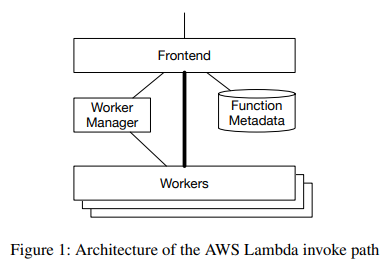 Frontend
Worker
Manager
Function
Metadata
Workers
Figure 1: Architecture of the AWS Lambda invoke path